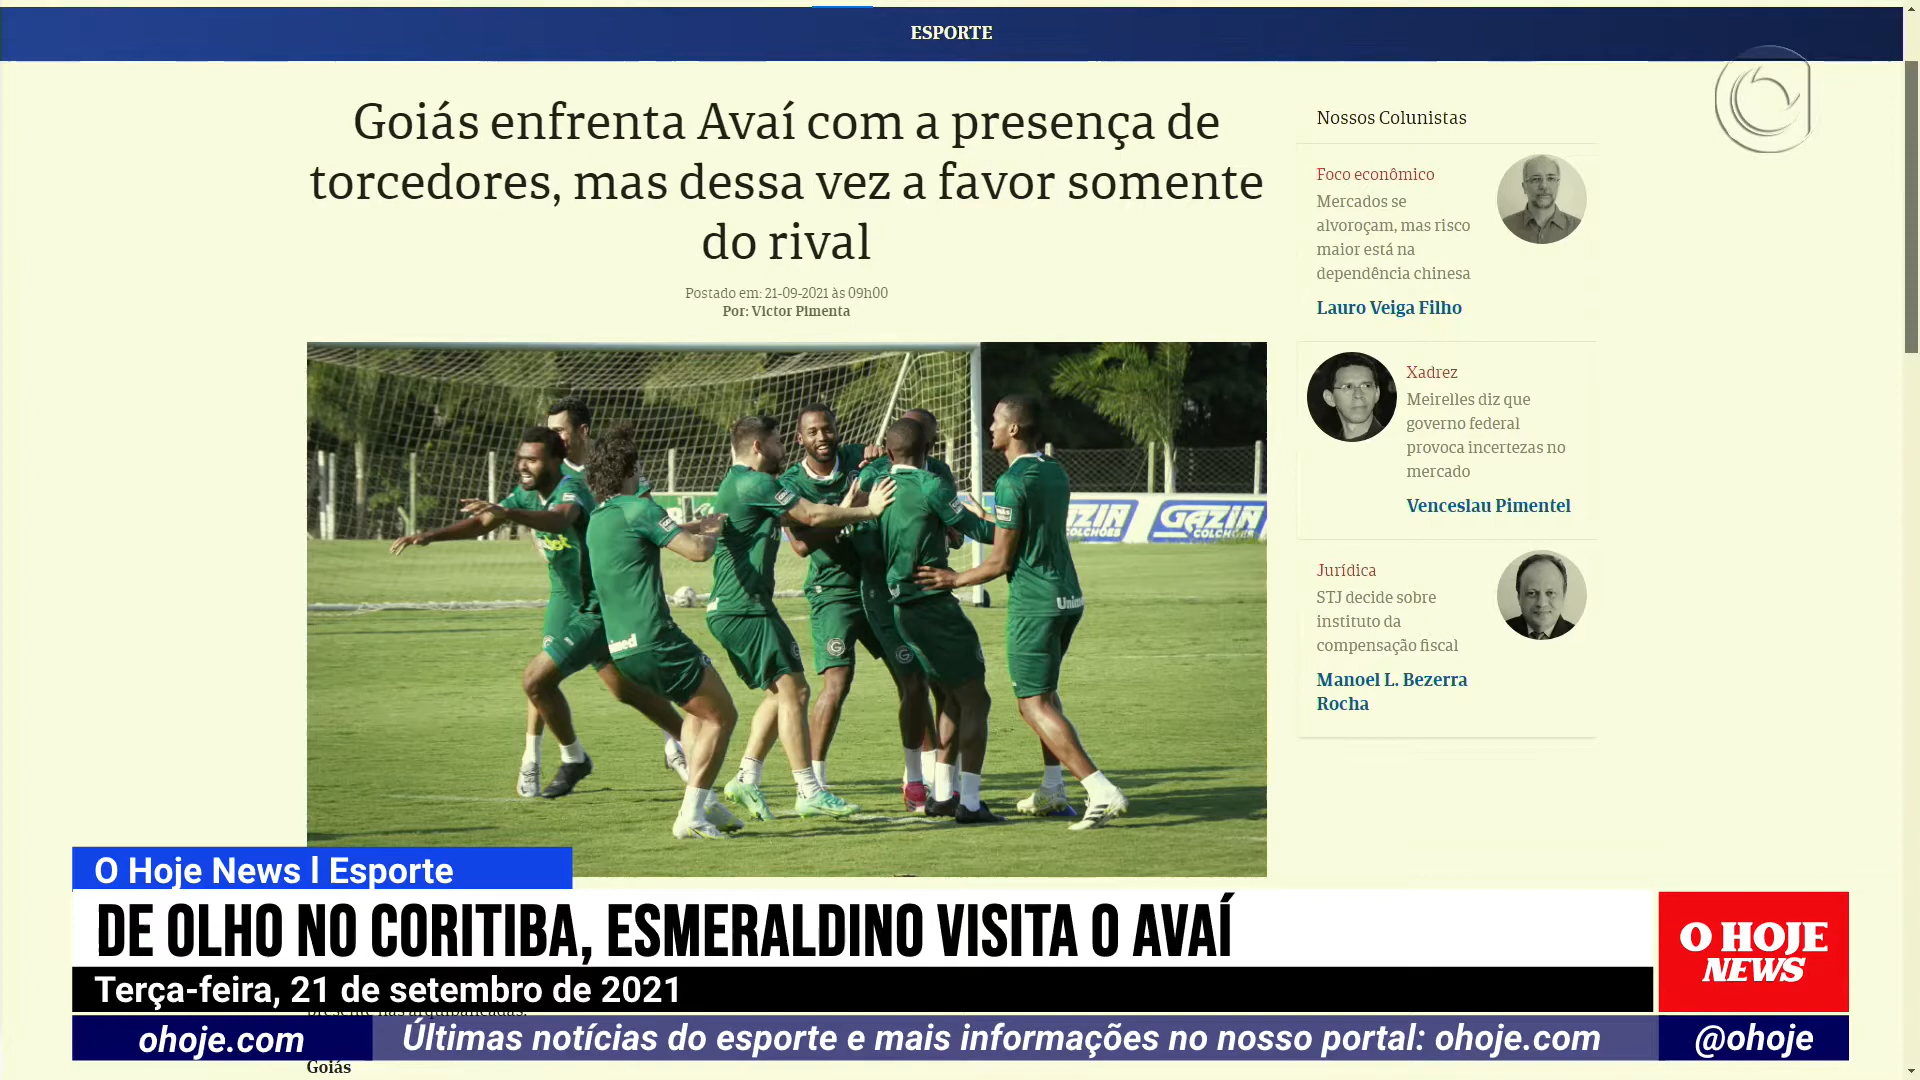 ESPORTE
Goiás enfrenta Avaí com a presença de
torcedores, mas dessa vez a favor somente
do rival
Postado em: 21-09-2021 às 09h00
Por: Victor Pimenta
Nossos Colunistas
Foco econômico
Mercados se
alvoroçam, mas risco
maior está na
dependência chinesa
Lauro Veiga Filho
Xadrez
Meirelles diz que
governo federal
provoca incertezas no
mercado
Venceslau Pimentel
Jurídica
STJ decide sobre
instituto da
compensação fiscal
Manoel L. Bezerra
Rocha
GAZIN
COLCHÕES
GAZIN
COLCHÕES
Unimed
Unimed
O Hoje News l Esporte
DE OLHO NO CORITIBA, ESMERALDINO VISITA O AVAÍ
Terça-feira, 21 de setembro de 2021
O HOJE
NEWS
ohoje.com
Últimas notícias do esporte e mais informações no nosso portal: ohoje.com
@ohoje
Goiás